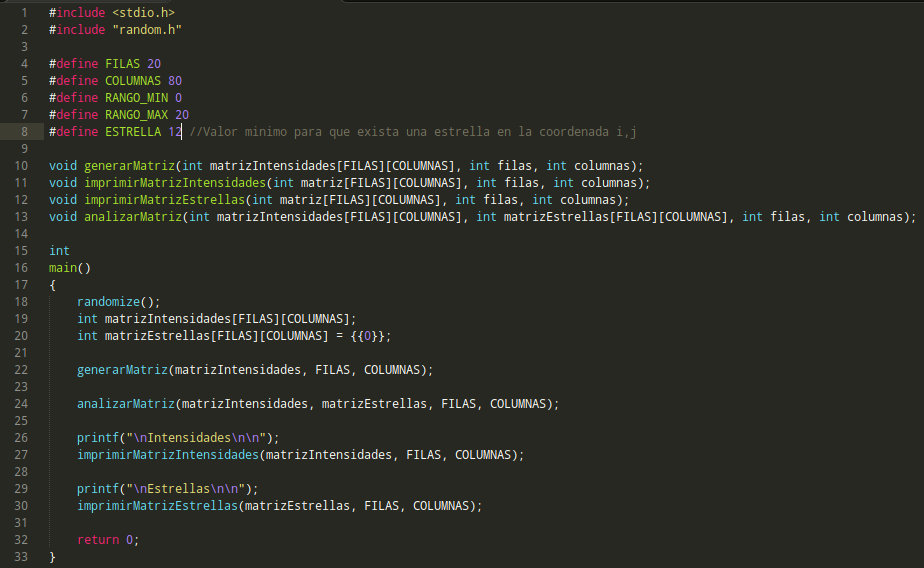 1 #include <stdio.h>
2 #include "random.h"
3
4 #define FILAS 20
5 #define COLUMNAS 80
6 #define RANGO_MIN 0
7 #define RANGO_MAX 20
8 #define ESTRELLA 12 //Valor minimo para que exista una estrella en la coordenada i,j
9
10 void generarMatriz(int matrizIntensidades[FILAS][COLUMNAS], int filas, int columnas);
11 void imprimirMatrizIntensidades(int matriz[FILAS][COLUMNAS], int filas, int columnas);
12 void imprimirMatrizEstrellas(int matriz[FILAS][COLUMNAS], int filas, int columnas);
13 void analizarMatriz(int matrizIntensidades[FILAS][COLUMNAS], int matrizEstrellas[FILAS][COLUMNAS], int filas, int columnas);
14
15 int
16 main()
17 {
18     randomize();
19     int matrizIntensidades[FILAS][COLUMNAS];
20     int matrizEstrellas[FILAS][COLUMNAS] = {{0}};
21
22     generarMatriz(matrizIntensidades, FILAS, COLUMNAS);
23
24     analizarMatriz(matrizIntensidades, matrizEstrellas, FILAS, COLUMNAS);
25
26     printf("\nIntensidades\n\n");
27     imprimirMatrizIntensidades(matrizIntensidades, FILAS, COLUMNAS);
28
29     printf("\nEstrellas\n\n");
30     imprimirMatrizEstrellas(matrizEstrellas, FILAS, COLUMNAS);
31
32     return 0;
33 }